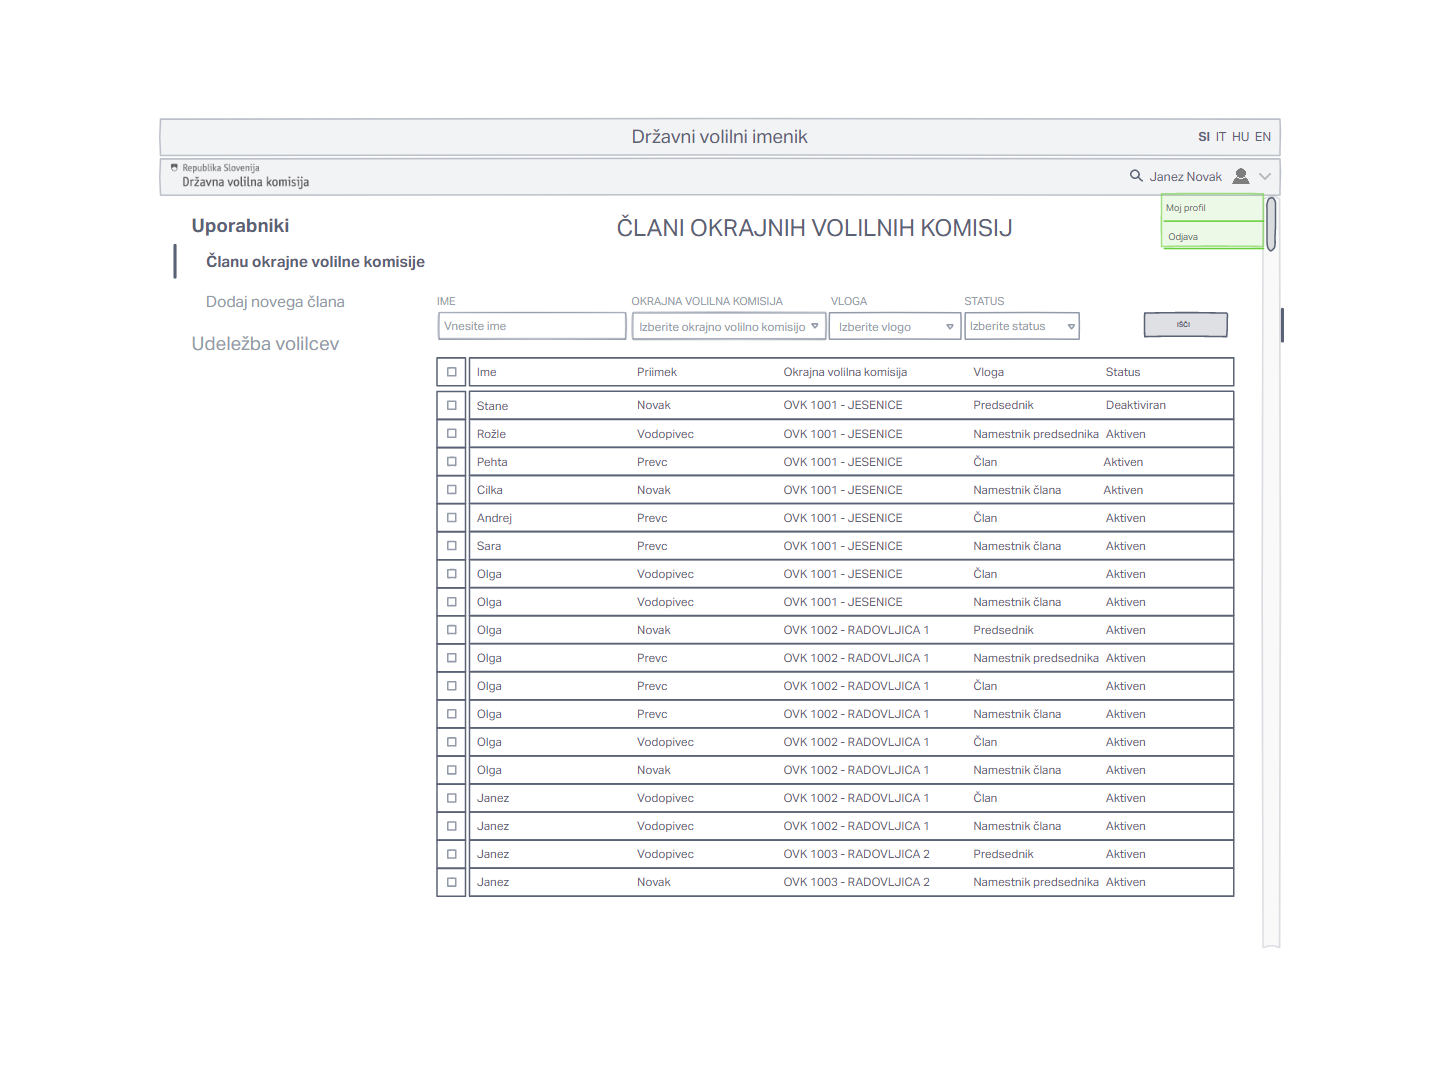 Državni volilni imenik
SI IT HU EN
Republika Slovenija
Državna volilna komisija
Janez Novak
Moj profil
Odjava
Uporabniki
Članu okrajne volilne komisije
Dodaj novega člana
Udeležba volilcev
ČLANI OKRAJNIH VOLILNIH KOMISIJ
IME OKRAJNA VOLILNA KOMISIJA VLOGA STATUS
Vnesite ime Izberite okrajno volilno komisijo Izberite vlogo Izberite status IŠČI
Ime Priimek Okrajna volilna komisija Vloga Status
Stane Novak OVK 1001 - JESENICE Predsednik Deaktiviran
Rožle Vodopivec OVK 1001 - JESENICE Namestnik predsednika Aktiven
Pehta Prevc OVK 1001 - JESENICE Član Aktiven
Cilka Novak OVK 1001 - JESENICE Namestnik člana Aktiven
Andrej Prevc OVK 1001 - JESENICE Član Aktiven
Sara Prevc OVK 1001 - JESENICE Namestnik člana Aktiven
Olga Vodopivec OVK 1001 - JESENICE Član Aktiven
Olga Vodopivec OVK 1001 - JESENICE Namestnik člana Aktiven
Olga Novak OVK 1002 - RADOVLJICA 1 Predsednik Aktiven
Olga Prevc OVK 1002 - RADOVLJICA 1 Namestnik predsednika Aktiven
Olga Prevc OVK 1002 - RADOVLJICA 1 Član Aktiven
Olga Prevc OVK 1002 - RADOVLJICA 1 Namestnik člana Aktiven
Olga Vodopivec OVK 1002 - RADOVLJICA 1 Član Aktiven
Olga Novak OVK 1002 - RADOVLJICA 1 Namestnik člana Aktiven
Janez Vodopivec OVK 1002 - RADOVLJICA 1 Član Aktiven
Janez Vodopivec OVK 1002 - RADOVLJICA 1 Namestnik člana Aktiven
Janez Vodopivec OVK 1003 - RADOVLJICA 2 Predsednik Aktiven
Janez Novak OVK 1003 - RADOVLJICA 2 Namestnik predsednika Aktiven